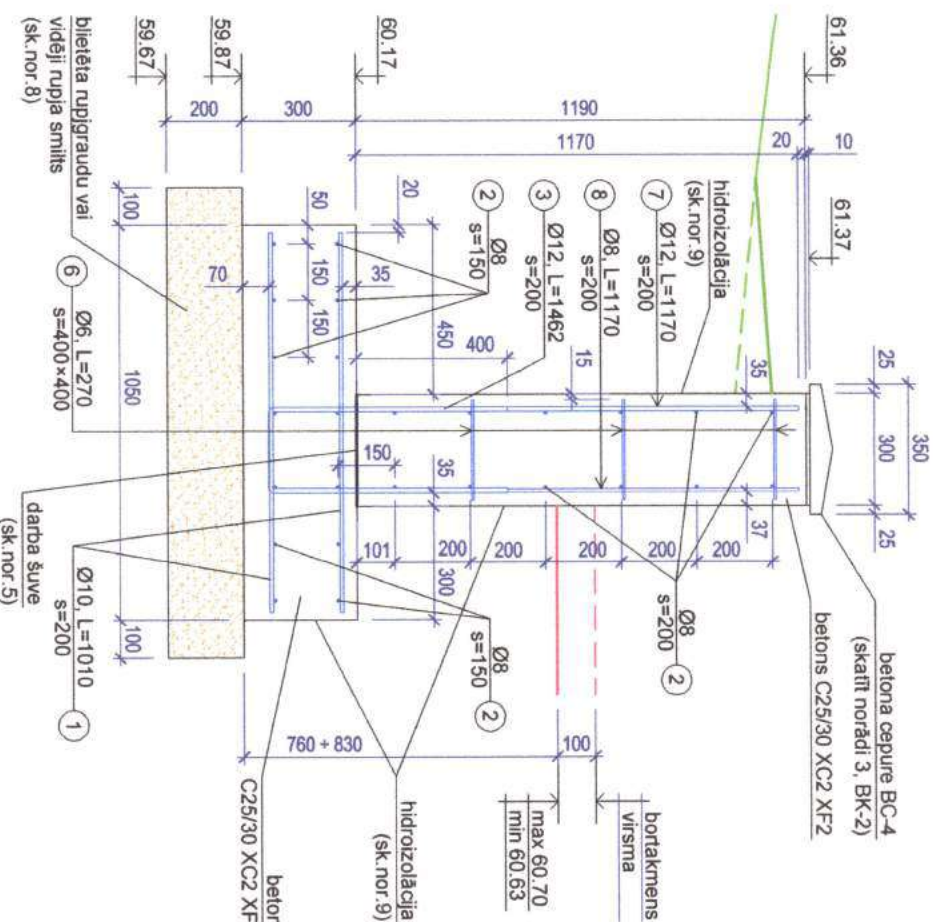 61.36
61.37
60.17
59.87
59.67
200
300
1190
1170
20
10
blietēta rupjgraudu vai
vidēji rupja smilts
(sk.nor.8)
hidroizolācija
(sk.nor.9)
7 Ø12, L=1170
s=200
8 Ø8, L=1170
s=200
3 Ø12, L=1462
s=200
2 Ø8
s=150
25
300
25
350
betona cepure BC-4
(skatīt norādi 3, BK-2)
betons C25/30 XC2 XF2
20
50
150
150
35
70
450
400
15
35
35
37
150
101
200
200
200
200
200
300
Ø8
s=200
2
Ø8
s=150
2
100
1050
100
6 Ø6, L=270
s=400×400
darba šuve
(sk.nor.5)
Ø10, L=1010
s=200
1
760 ÷ 830
100
bortakmens
virsma
max 60.70
min 60.63
hidroizolācija
(sk.nor.9)
C25/30 XC2 XF